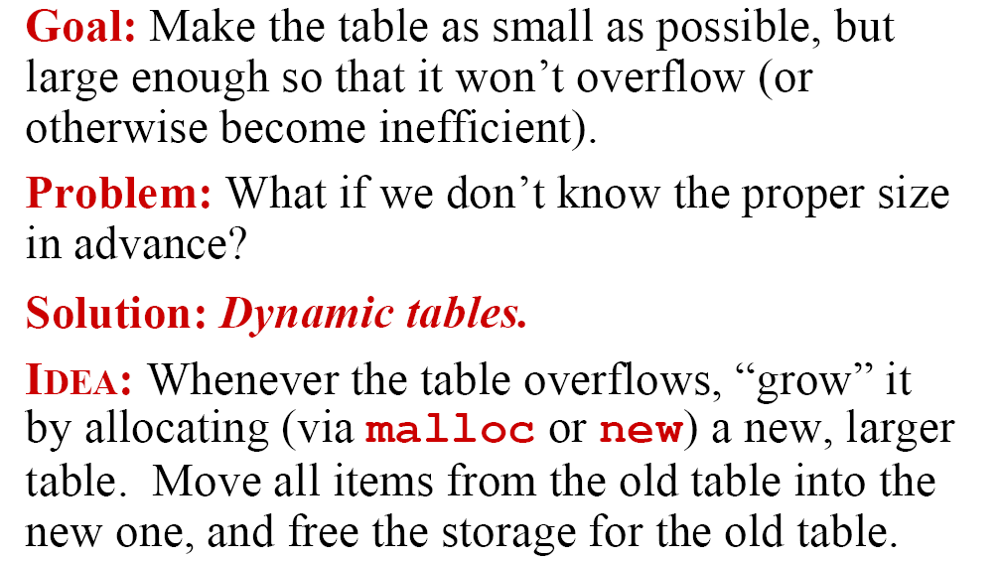 Goal: Make the table as small as possible, but
large enough so that it won’t overflow (or
otherwise become inefficient).
Problem: What if we don’t know the proper size
in advance?
Solution: Dynamic tables.
IDEA: Whenever the table overflows, “grow” it
by allocating (via malloc or new) a new, larger
table.  Move all items from the old table into the
new one, and free the storage for the old table.